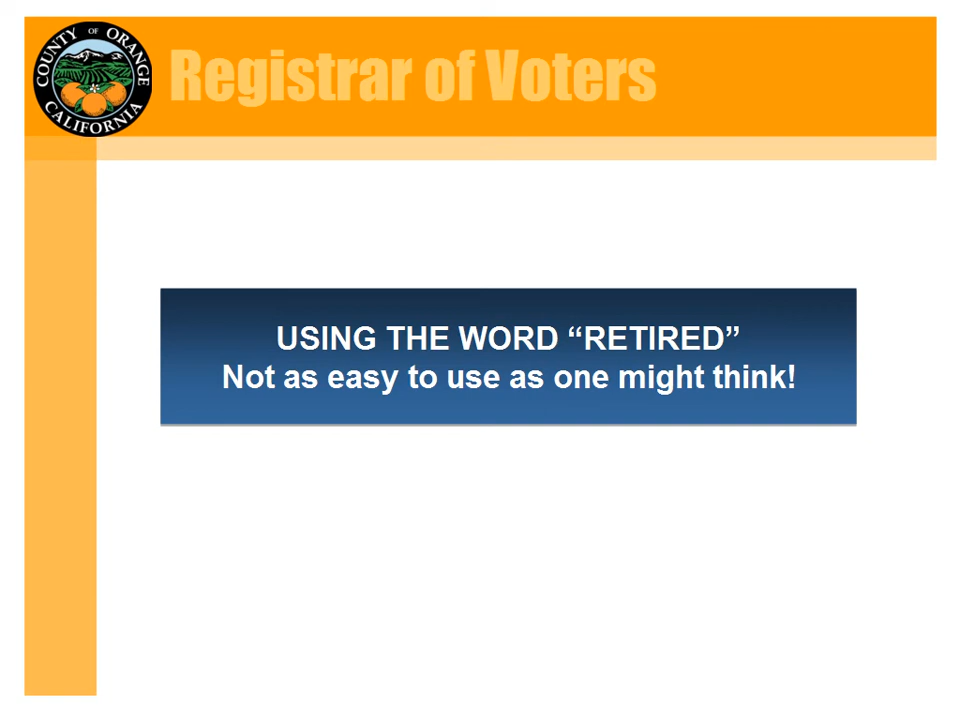 COUNTY OF ORANGE
CALIFORNIA
Registrar of Voters
USING THE WORD “RETIRED”
Not as easy to use as one might think!